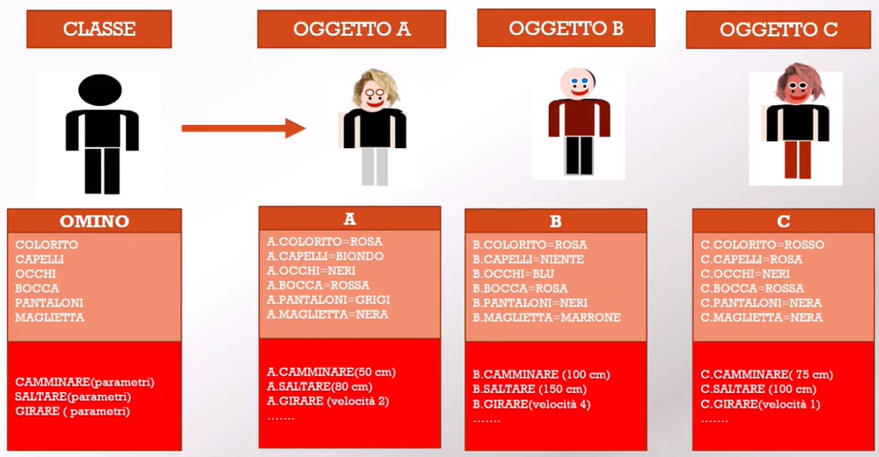 CLASSE
OGGETTO A
OGGETTO B
OGGETTO C
OMINO
COLORITO
CAPELLI
OCCHI
BOCCA
PANTALONI
MAGLIETTA
CAMMINARE(parametri)
SALTARE(parametri)
GIRARE ( parametri)
A
A.COLORITO=ROSA
A.CAPELLI=BIONDO
A.OCCHI=NERI
A.BOCCA=ROSSA
A.PANTALONI=GRIGI
A.MAGLIETTA=NERA
A.CAMMINARE(50 cm)
A.SALTARE(80 cm)
A.GIRARE (velocità 2)
.......
B
B.COLORITO=ROSA
B.CAPELLI=NIENTE
B.OCCHI=BLU
B.BOCCA=ROSA
B.PANTALONI=NERI
B.MAGLIETTA=MARRONE
B.CAMMINARE (100 cm)
B.SALTARE (150 cm)
B.GIRARE(velocità 4)
.......
C
C.COLORITO=ROSSO
C.CAPELLI=ROSA
C.OCCHI=NERI
C.BOCCA=ROSSA
C.PANTALONI=NERA
C.MAGLIETTA=NERA
C.CAMMINARE( 75 cm)
C.SALTARE (100 cm)
C.GIRARE(velocità 1)
.......